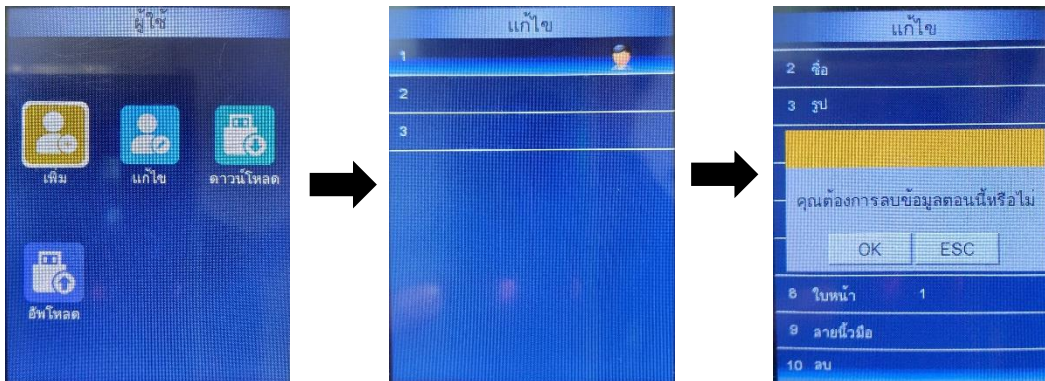 ผู้ใช้
เพิ่ม
แก้ไข
ดาวน์โหลด
อัพโหลด
แก้ไข
1
2
3
แก้ไข
2 ชื่อ
3 รูป
คุณต้องการลบข้อมูลตอนนี้หรือไม่
OK ESC
8 ใบหน้า 1
9 ลายนิ้วมือ
10 ลบ